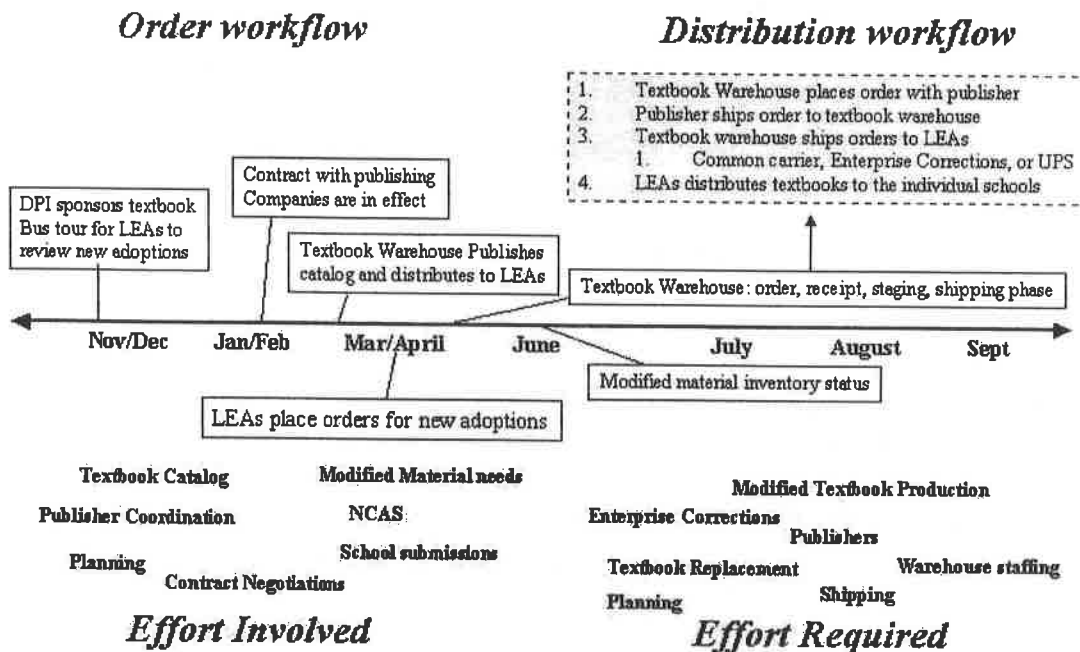 Order workflow
Distribution workflow
1. Textbook Warehouse places order with publisher
2. Publisher ships order to textbook warehouse
3. Textbook warehouse ships orders to LEAs
1. Common carrier, Enterprise Corrections, or UPS
4. LEAs distributes textbooks to the individual schools
DPI sponsors textbook
Bus tour for LEAs to
review new adoptions
Contract with publishing
Companies are in effect
Textbook Warehouse Publishes
catalog and distributes to LEAs
Textbook Warehouse: order, receipt, staging, shipping phase
Nov/Dec
Jan/Feb
Mar/April
June
July
August
Sept
Modified material inventory status
LEAs place orders for new adoptions
Textbook Catalog
Modified Material needs
Publisher Coordination
NCAS
Planning
School submissions
Contract Negotiations
Effort Involved
Modified Textbook Production
Enterprise Corrections
Publishers
Textbook Replacement
Warehouse staffing
Planning
Shipping
Effort Required